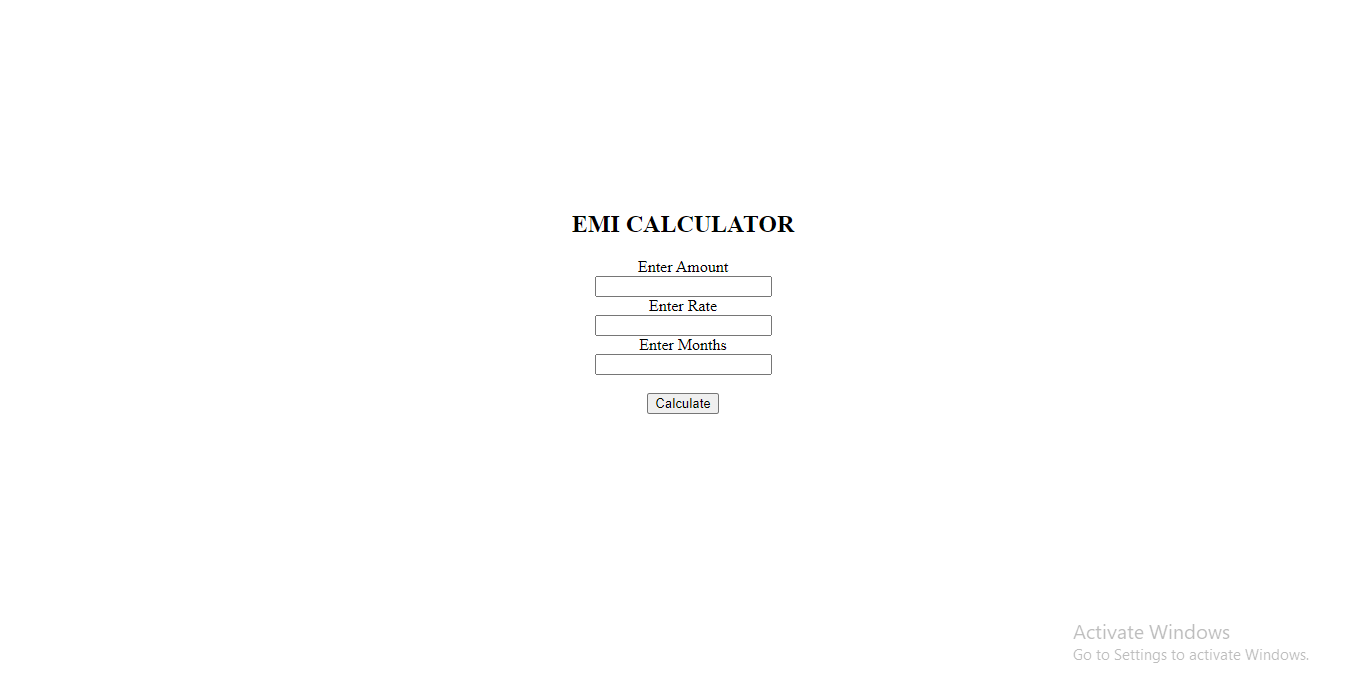 EMI CALCULATOR
Enter Amount
Enter Rate
Enter Months
Calculate
Activate Windows
Go to Settings to activate Windows.